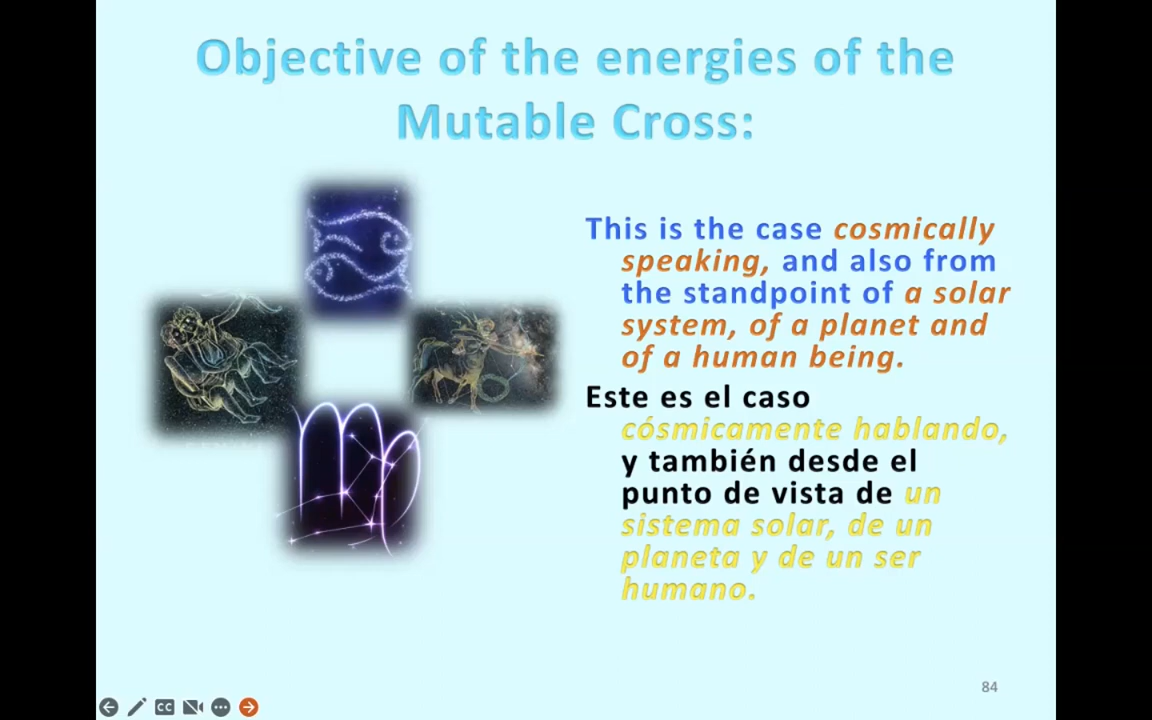 Objective of the energies of the
Mutable Cross:
This is the case cosmically
speaking, and also from
the standpoint of a solar
system, of a planet and
of a human being.
Este es el caso
cósmicamente hablando,
y también desde el
punto de vista de un
sistema solar, de un
planeta y de un ser
humano.
84
CC